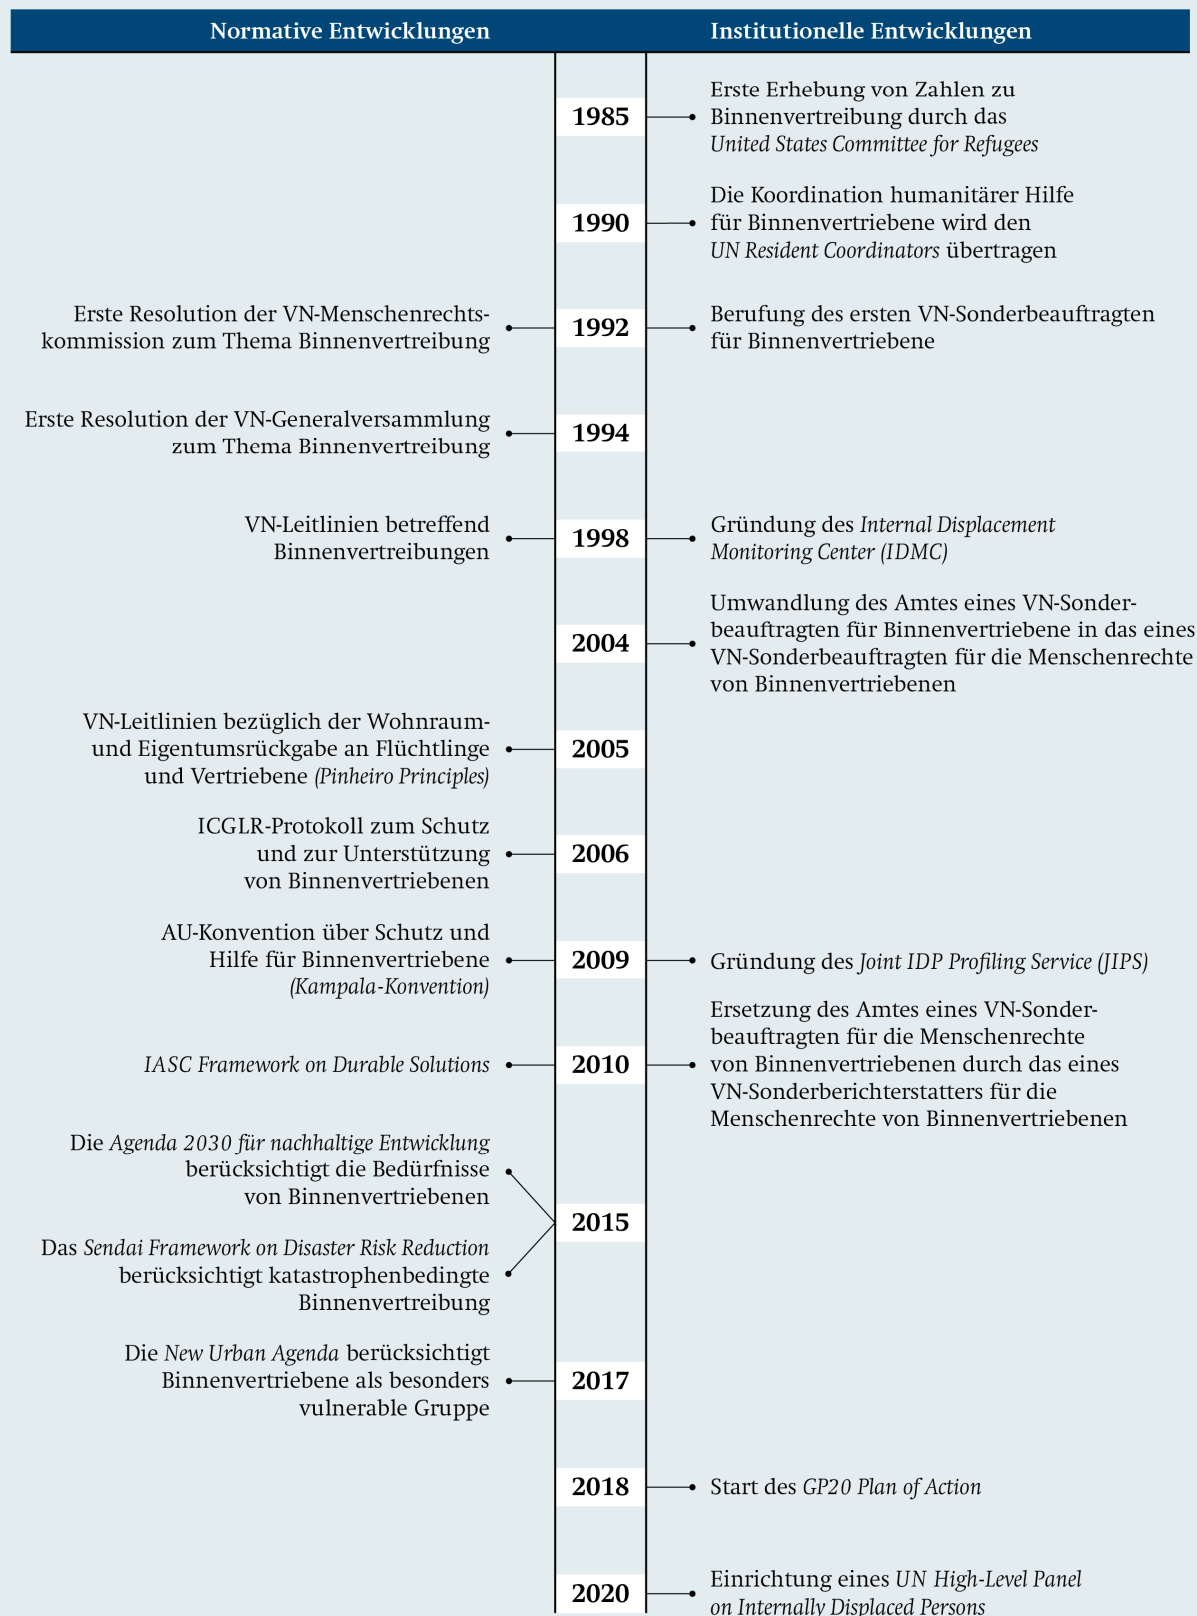 Normative Entwicklungen
Institutionelle Entwicklungen
1985
Erste Erhebung von Zahlen zu
Binnenvertreibung durch das
United States Committee for Refugees
1990
Die Koordination humanitärer Hilfe
für Binnenvertriebene wird den
UN Resident Coordinators übertragen
Erste Resolution der VN-Menschenrechts-
kommission zum Thema Binnenvertreibung
1992
Berufung des ersten VN-Sonderbeauftragten
für Binnenvertriebene
Erste Resolution der VN-Generalversammlung
zum Thema Binnenvertreibung
1994
VN-Leitlinien betreffend
Binnenvertreibungen
1998
Gründung des Internal Displacement
Monitoring Center (IDMC)
2004
Umwandlung des Amtes eines VN-Sonder-
beauftragten für Binnenvertriebene in das eines
VN-Sonderbeauftragten für die Menschenrechte
von Binnenvertriebenen
VN-Leitlinien bezüglich der Wohnraum-
und Eigentumsrückgabe an Flüchtlinge
und Vertriebene (Pinheiro Principles)
2005
ICGLR-Protokoll zum Schutz
und zur Unterstützung
von Binnenvertriebenen
2006
AU-Konvention über Schutz und
Hilfe für Binnenvertriebene
(Kampala-Konvention)
2009
Gründung des Joint IDP Profiling Service (JIPS)
IASC Framework on Durable Solutions
2010
Ersetzung des Amtes eines VN-Sonder-
beauftragten für die Menschenrechte
von Binnenvertriebenen durch das eines
VN-Sonderberichterstatters für die
Menschenrechte von Binnenvertriebenen
Die Agenda 2030 für nachhaltige Entwicklung
berücksichtigt die Bedürfnisse
von Binnenvertriebenen
2015
Das Sendai Framework on Disaster Risk Reduction
berücksichtigt katastrophenbedingte
Binnenvertreibung
Die New Urban Agenda berücksichtigt
Binnenvertriebene als besonders
vulnerable Gruppe
2017
2018
Start des GP20 Plan of Action
2020
Einrichtung eines UN High-Level Panel
on Internally Displaced Persons